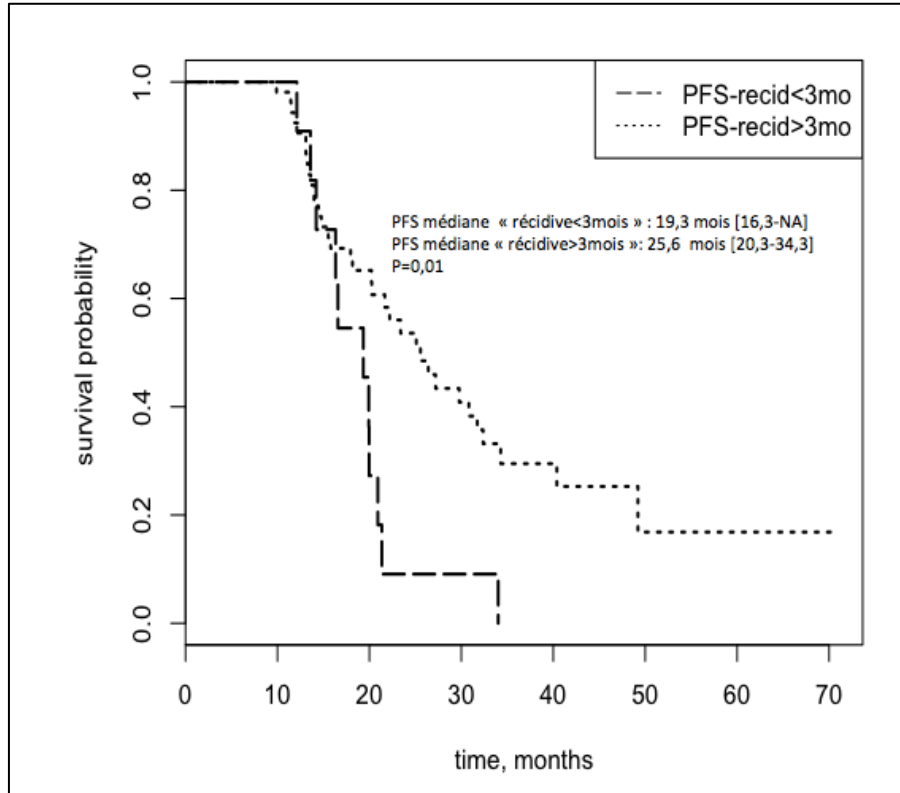 PFS-recid<3mo
PFS-recid>3mo
PFS médiane « récidive<3mois » : 19,3 mois [16,3-NA]
PFS médiane « récidive>3mois »: 25,6 mois [20,3-34,3]
P=0,01
survival probability
1.0
0.8
0.6
0.4
0.2
0.0
0 10 20 30 40 50 60 70
time, months